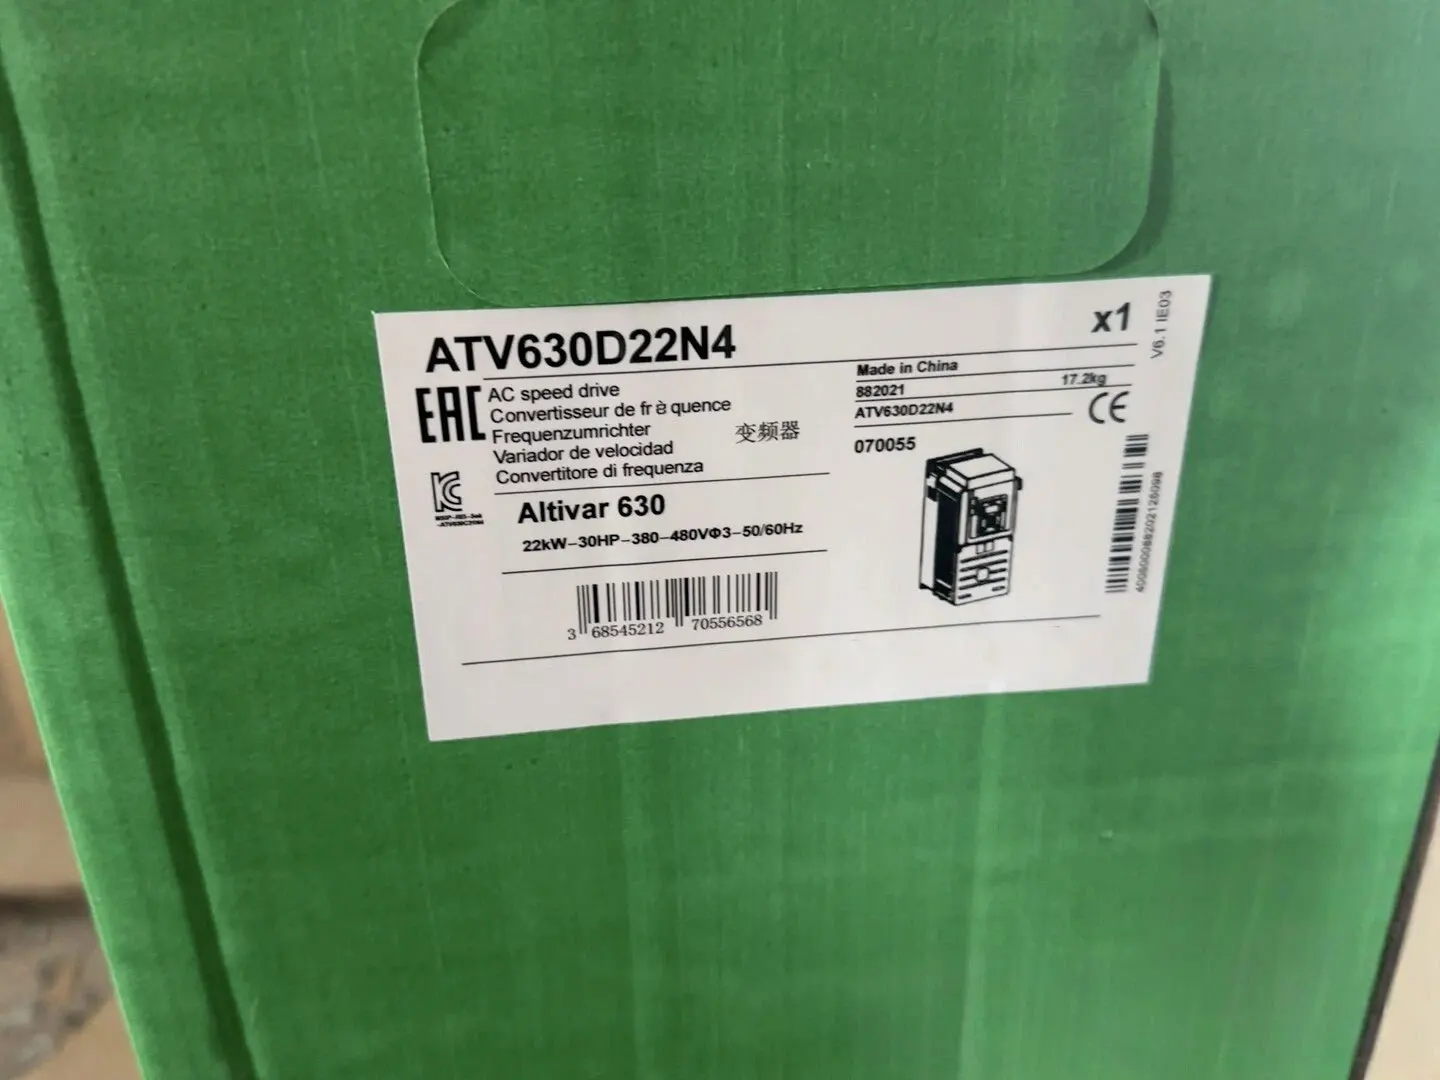 ATV630D22N4
x1
V6.1 IE03
EAC
AC speed drive
Convertisseur de fr è quence
Frequenzumrichter
Variador de velocidad
Convertitore di frequenza
变频器
Made in China
882021
17.2kg
ATV630D22N4
CE
070055
Altivar 630
22kW-30HP-380-480VΦ3-50/60Hz
3 68545212 70556568